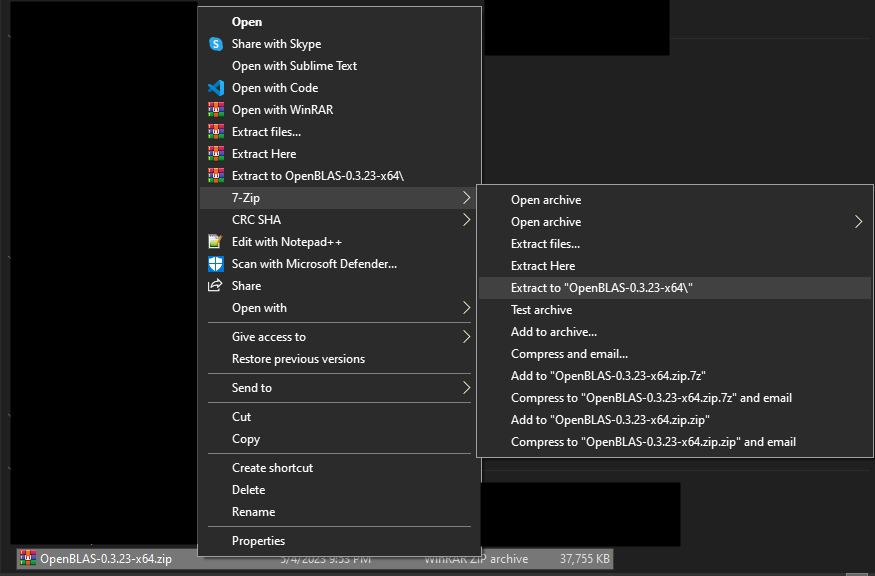 Open
Share with Skype
Open with Sublime Text
Open with Code
Open with WinRAR
Extract files...
Extract Here
Extract to OpenBLAS-0.3.23-x64\
7-Zip
CRC SHA
Edit with Notepad++
Scan with Microsoft Defender...
Share
Open with
Give access to
Restore previous versions
Send to
Cut
Copy
Create shortcut
Delete
Rename
Properties
Open archive
Open archive
Extract files...
Extract Here
Extract to "OpenBLAS-0.3.23-x64\"
Test archive
Add to archive...
Compress and email...
Add to "OpenBLAS-0.3.23-x64.zip.7z"
Compress to "OpenBLAS-0.3.23-x64.zip.7z" and email
Add to "OpenBLAS-0.3.23-x64.zip.zip"
Compress to "OpenBLAS-0.3.23-x64.zip.zip" and email
OpenBLAS-0.3.23-x64.zip 5/4/2023 9:53 PM WinRAR ZIP archive 37,755 KB